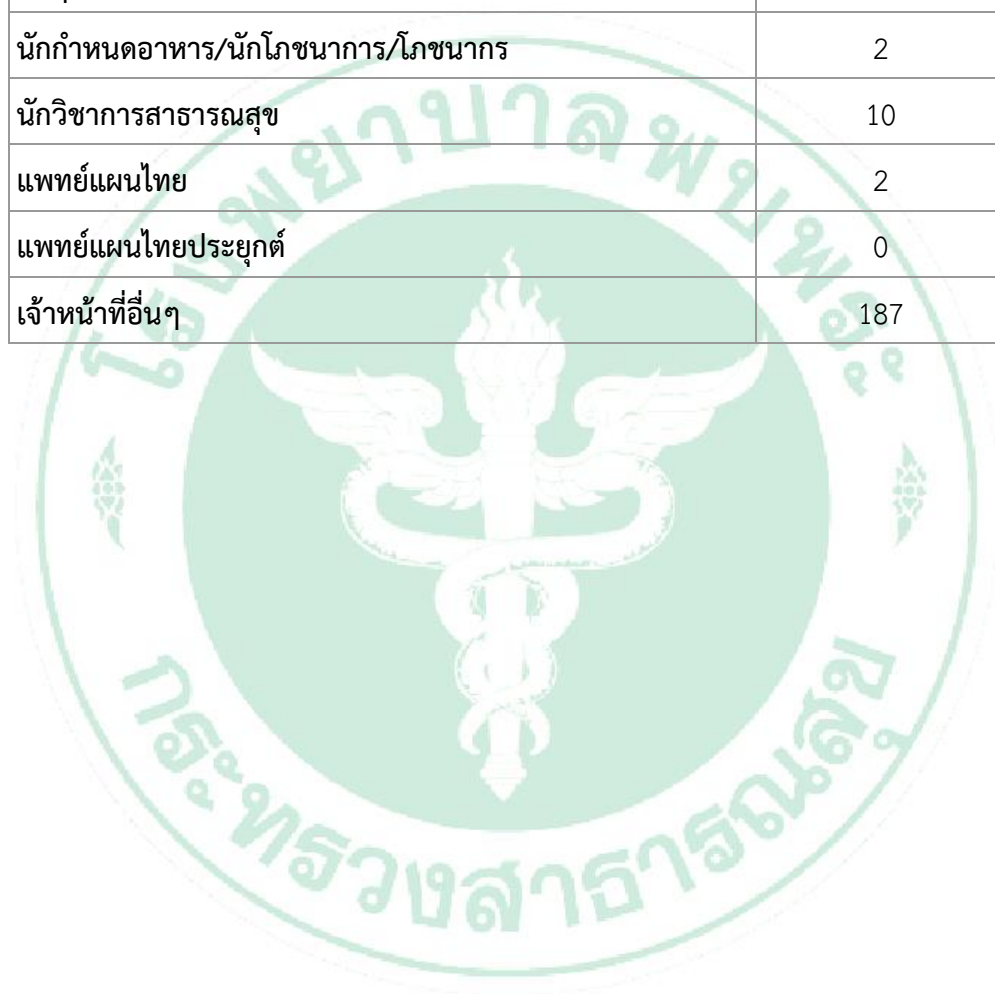 นักกำหนดอาหาร/นักโภชนาการ/โภชนากร 2
นักวิชาการสาธารณสุข 10
แพทย์แผนไทย 2
แพทย์แผนไทยประยุกต์ 0
เจ้าหน้าที่อื่นๆ 187
โรงพยาบาลพบพระ
กระทรวงสาธารณสุข